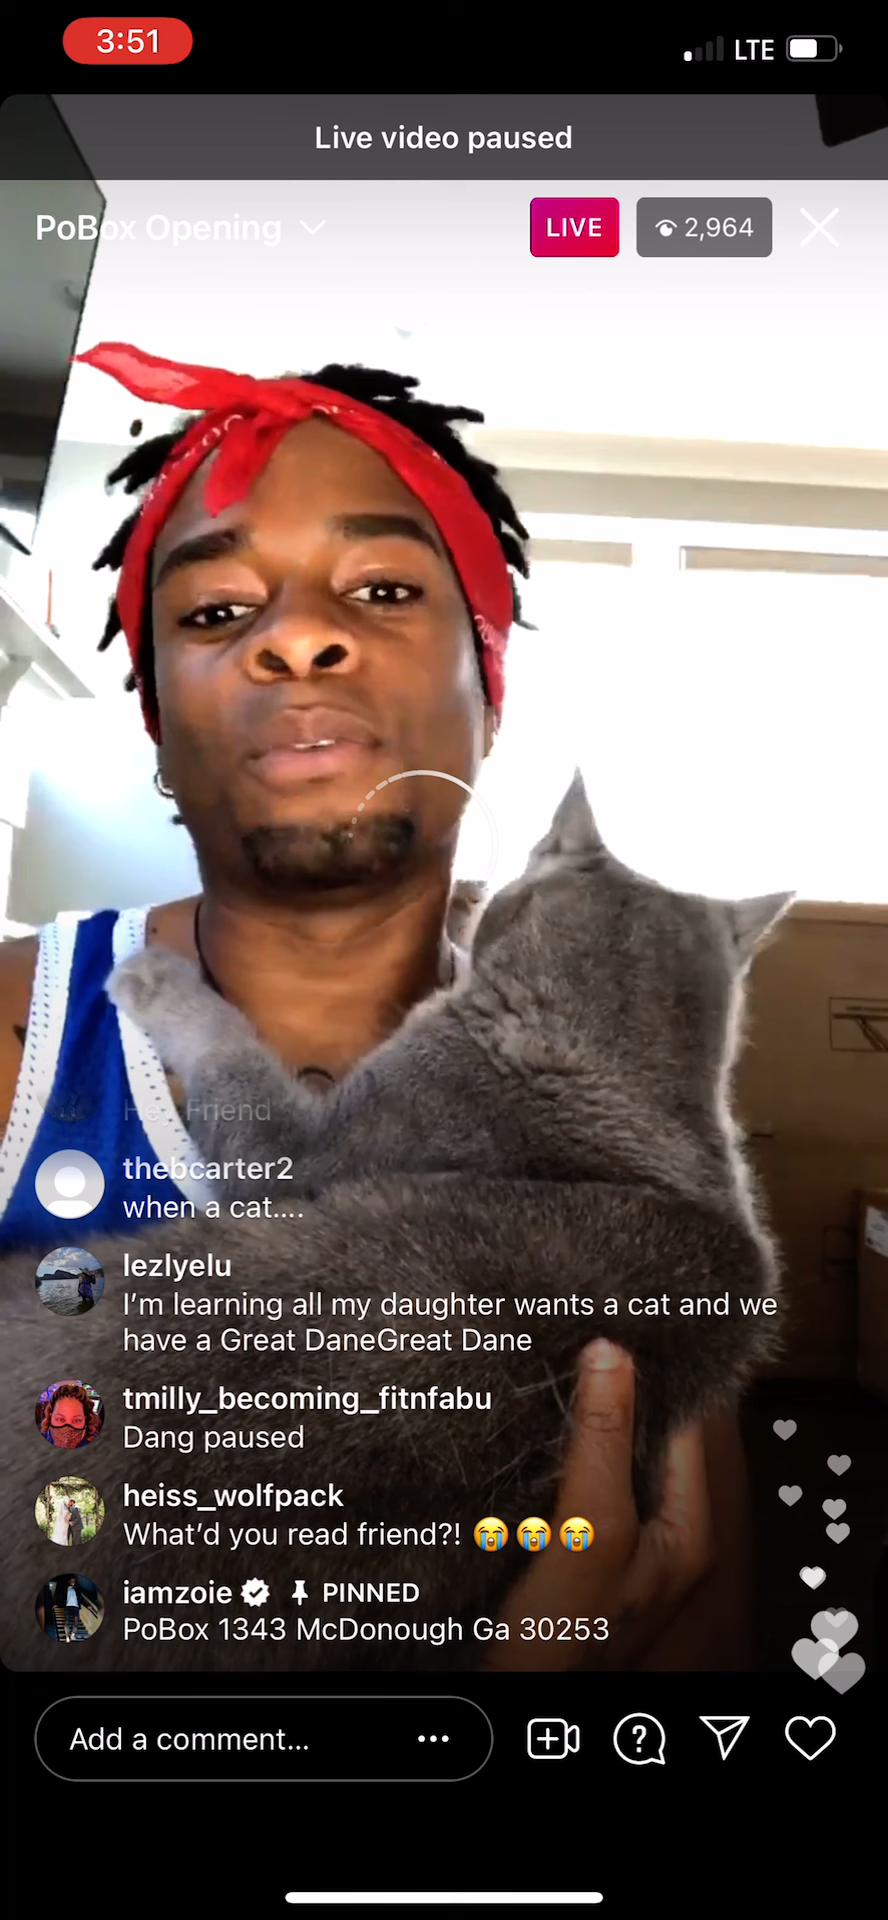 3:51
LTE
Live video paused
PoBox Opening
LIVE
2,964
Hey Friend
thebcarter2
when a cat....
lezlyelu
I'm learning all my daughter wants a cat and we
have a Great DaneGreat Dane
tmilly_becoming_fitnfabu
Dang paused
heiss_wolfpack
What'd you read friend?! 😭😭😭
iamzoie PINNED
PoBox 1343 McDonough Ga 30253
Add a comment...